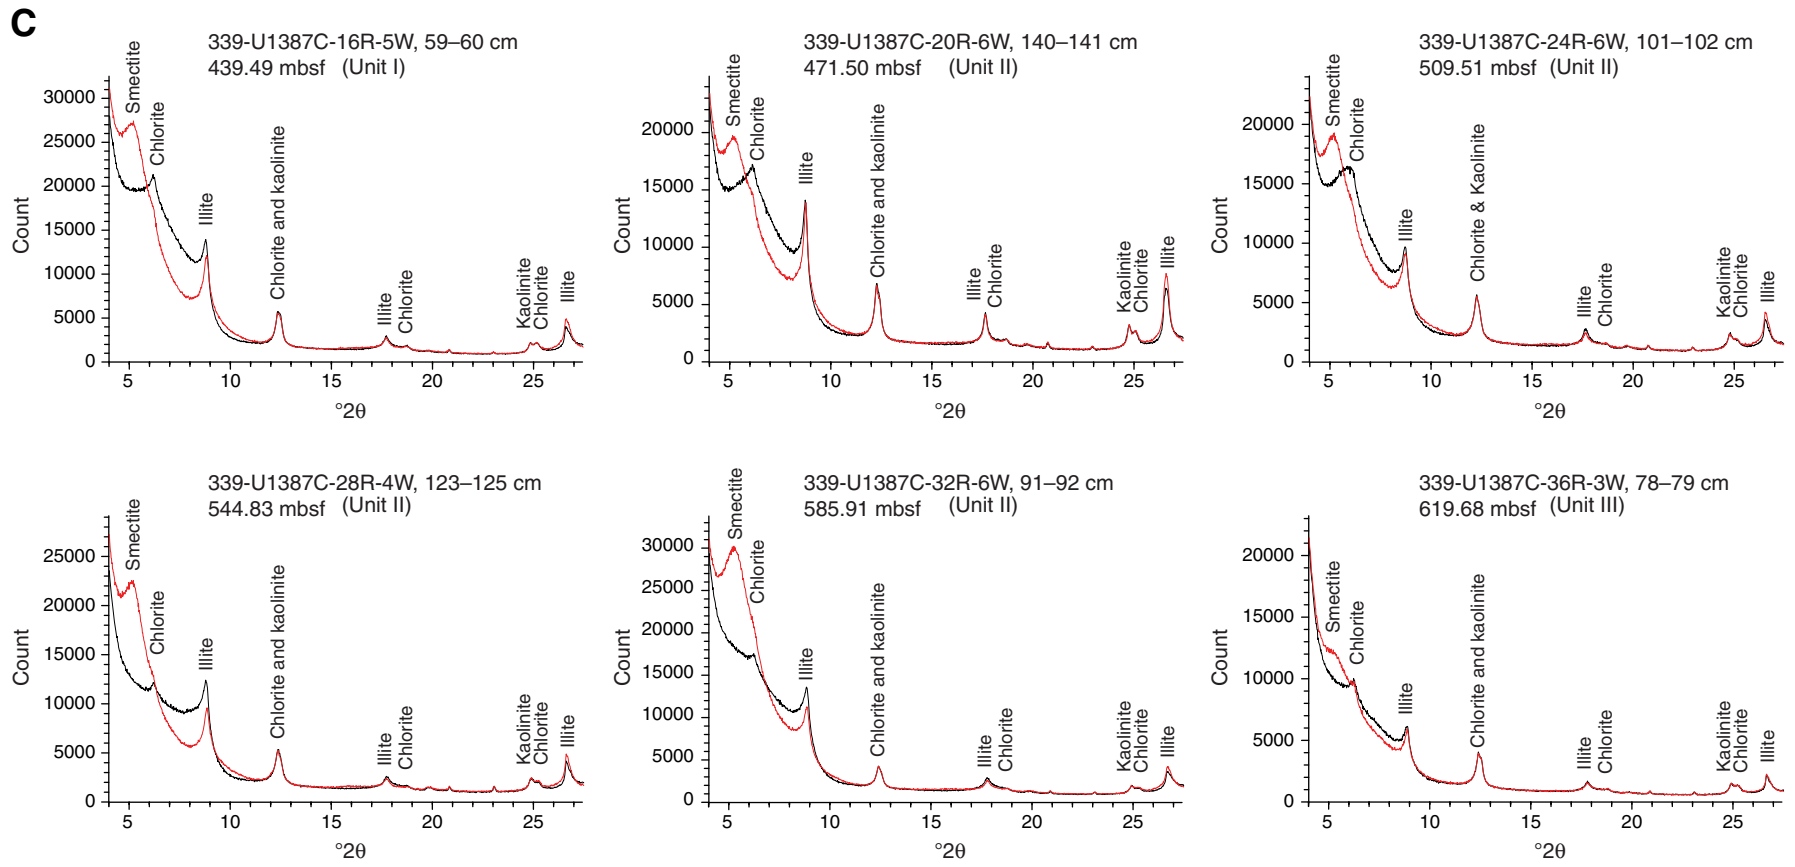 C
339-U1387C-16R-5W, 59–60 cm
439.49 mbsf (Unit I)
Smectite
Chlorite
Illite
Chlorite and kaolinite
Illite
Chlorite
Kaolinite
Chlorite
Illite
Count
30000
25000
20000
15000
10000
5000
0
5 10 15 20 25
°2θ
339-U1387C-20R-6W, 140–141 cm
471.50 mbsf (Unit II)
Smectite
Chlorite
Illite
Chlorite and kaolinite
Illite
Chlorite
Kaolinite
Chlorite
Illite
Count
20000
15000
10000
5000
0
5 10 15 20 25
°2θ
339-U1387C-24R-6W, 101–102 cm
509.51 mbsf (Unit II)
Smectite
Chlorite
Illite
Chlorite & Kaolinite
Illite
Chlorite
Kaolinite
Chlorite
Illite
Count
20000
15000
10000
5000
0
5 10 15 20 25
°2θ
339-U1387C-28R-4W, 123–125 cm
544.83 mbsf (Unit II)
Smectite
Chlorite
Illite
Chlorite and kaolinite
Illite
Chlorite
Kaolinite
Chlorite
Illite
Count
25000
20000
15000
10000
5000
0
5 10 15 20 25
°2θ
339-U1387C-32R-6W, 91–92 cm
585.91 mbsf (Unit II)
Smectite
Chlorite
Illite
Chlorite and kaolinite
Illite
Chlorite
Kaolinite
Chlorite
Illite
Count
30000
25000
20000
15000
10000
5000
0
5 10 15 20 25
°2θ
339-U1387C-36R-3W, 78–79 cm
619.68 mbsf (Unit III)
Smectite
Chlorite
Illite
Chlorite and kaolinite
Illite
Chlorite
Kaolinite
Chlorite
Illite
Count
20000
15000
10000
5000
0
5 10 15 20 25
°2θ